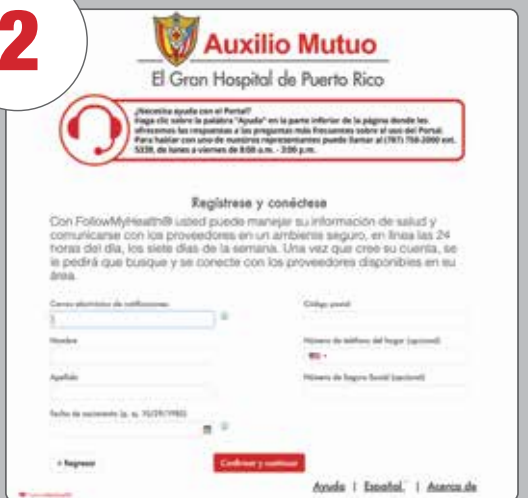 2
Auxilio Mutuo
El Gran Hospital de Puerto Rico
¿Necesita ayuda con el Portal?
Haga clic sobre la palabra "Ayuda" en la parte inferior de la página donde les
ofrecemos las respuestas a las preguntas más frecuentes sobre el uso del Portal.
Para hablar con uno de nuestros representantes puede llamar al (787) 758-2000 ext.
5339, de lunes a viernes de 8:00 a.m. - 3:00 p.m.
Regístrese y conéctese
Con FollowMyHealth® usted puede manejar su información de salud y
comunicarse con los proveedores en un ambiente seguro, en línea las 24
horas del día, los siete días de la semana. Una vez que cree su cuenta, se
le pedirá que busque y se conecte con los proveedores disponibles en su
área.
Correo electrónico de notificaciones
Código postal
Nombre
Número de teléfono del hogar (opcional)
Apellido
Número de Seguro Social (opcional)
Fecha de nacimiento (p. ej. 10/29/1980)
« Regresar
Confirmar y continuar
Ayuda | Español | Acerca de